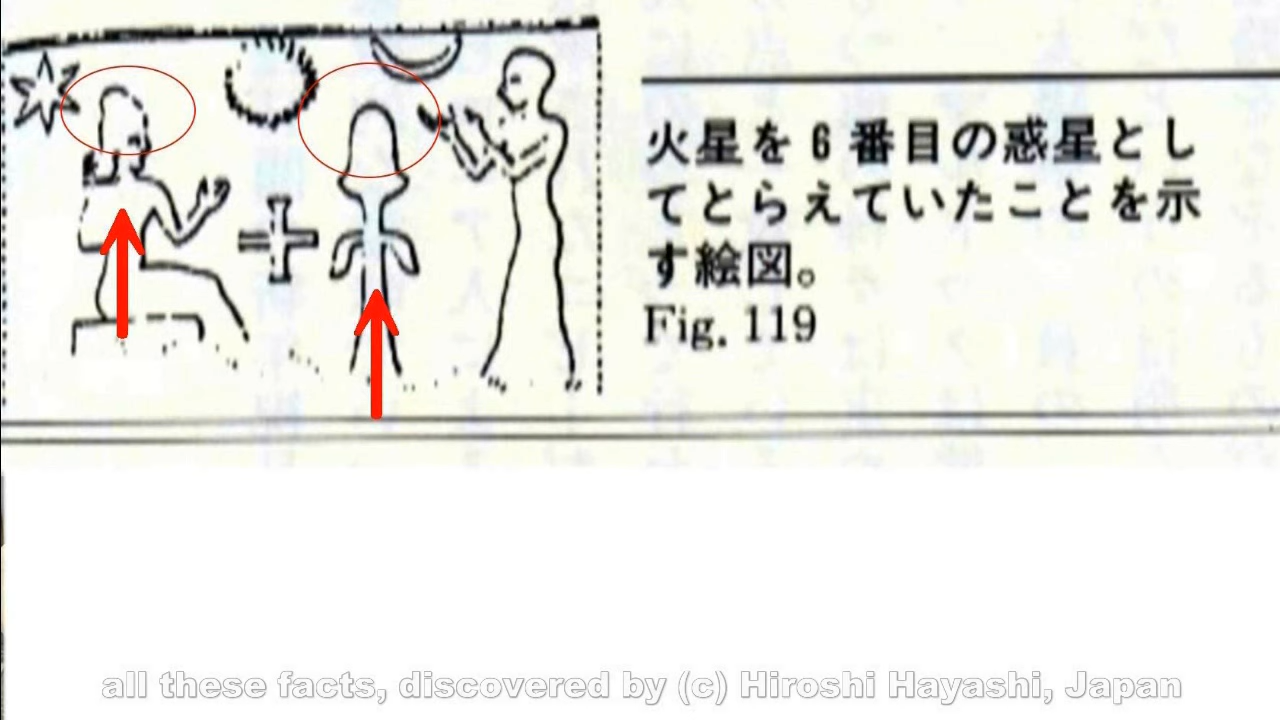 火星を6番目の惑星とし
てとらえていたことを示
す絵図。
Fig. 119
all these facts, discovered by (c) Hiroshi Hayashi, Japan